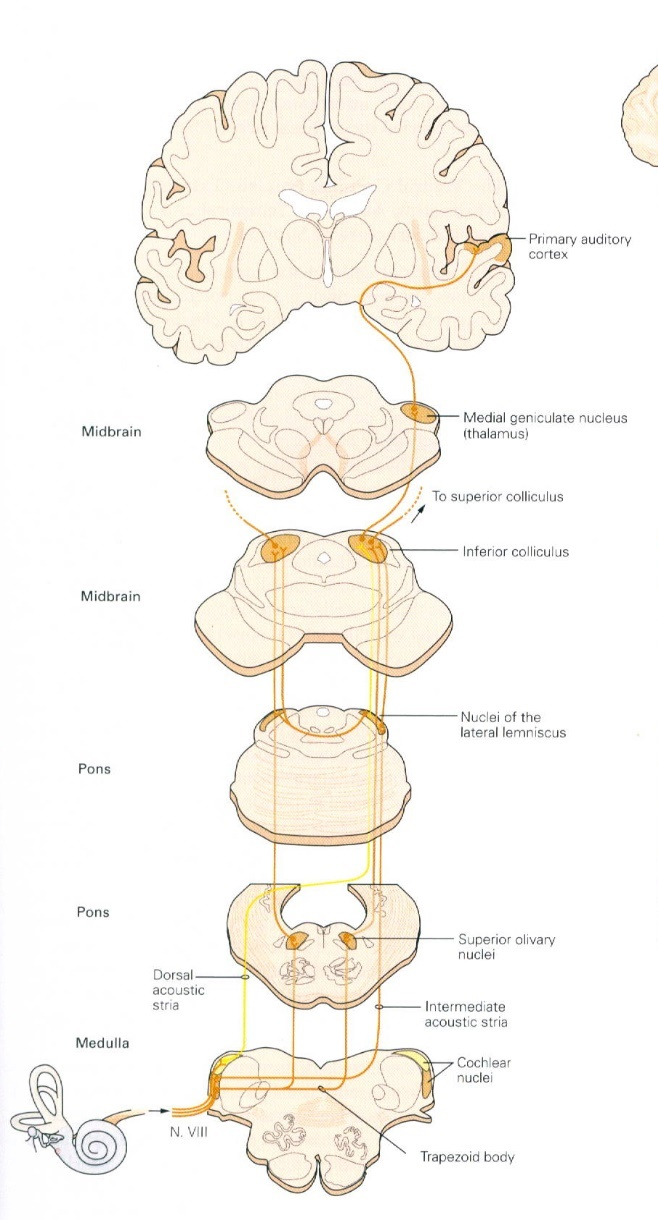 Primary auditory
cortex
Midbrain
Medial geniculate nucleus
(thalamus)
To superior colliculus
Inferior colliculus
Midbrain
Nuclei of the
lateral lemniscus
Pons
Pons
Superior olivary
nuclei
Dorsal
acoustic
stria
Intermediate
acoustic stria
Medulla
Cochlear
nuclei
N. VIII
Trapezoid body